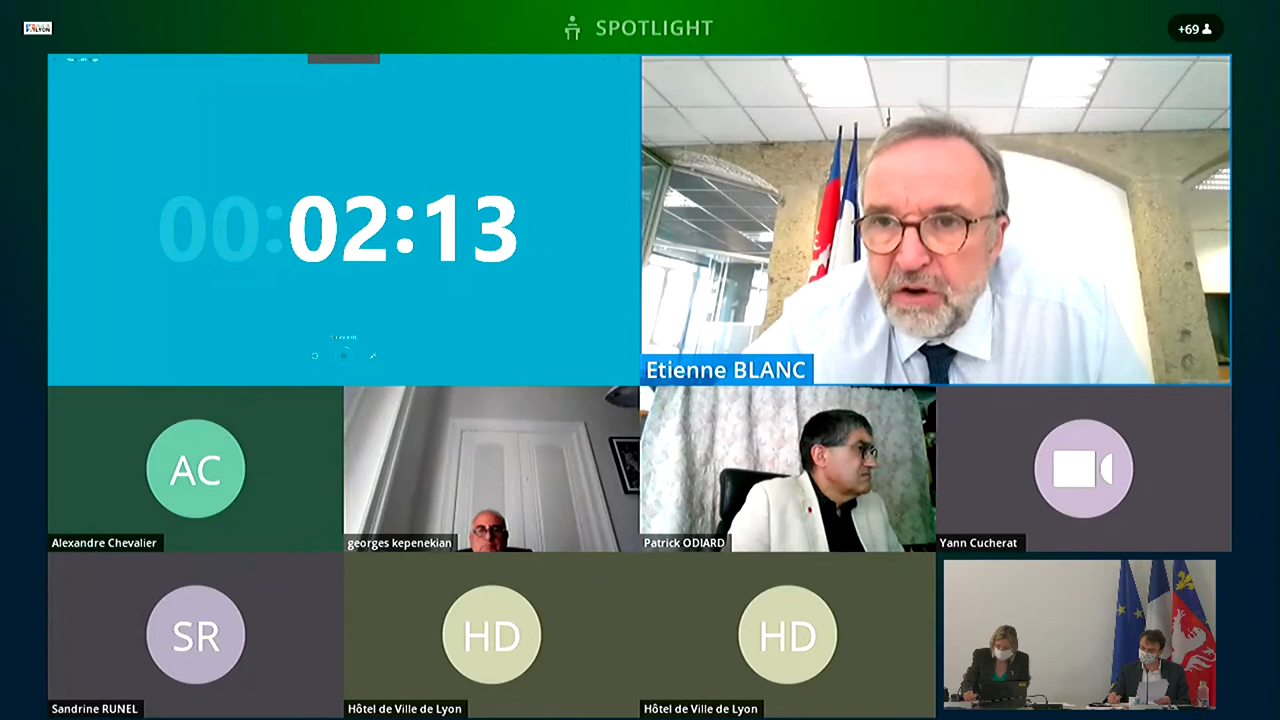 LYON
SPOTLIGHT
+69
00:02:13
Etienne BLANC
AC
Alexandre Chevalier
georges kepenekian
Patrick ODIARD
Yann Cucherat
SR
Sandrine RUNEL
HD
Hôtel de Ville de Lyon
HD
Hôtel de Ville de Lyon